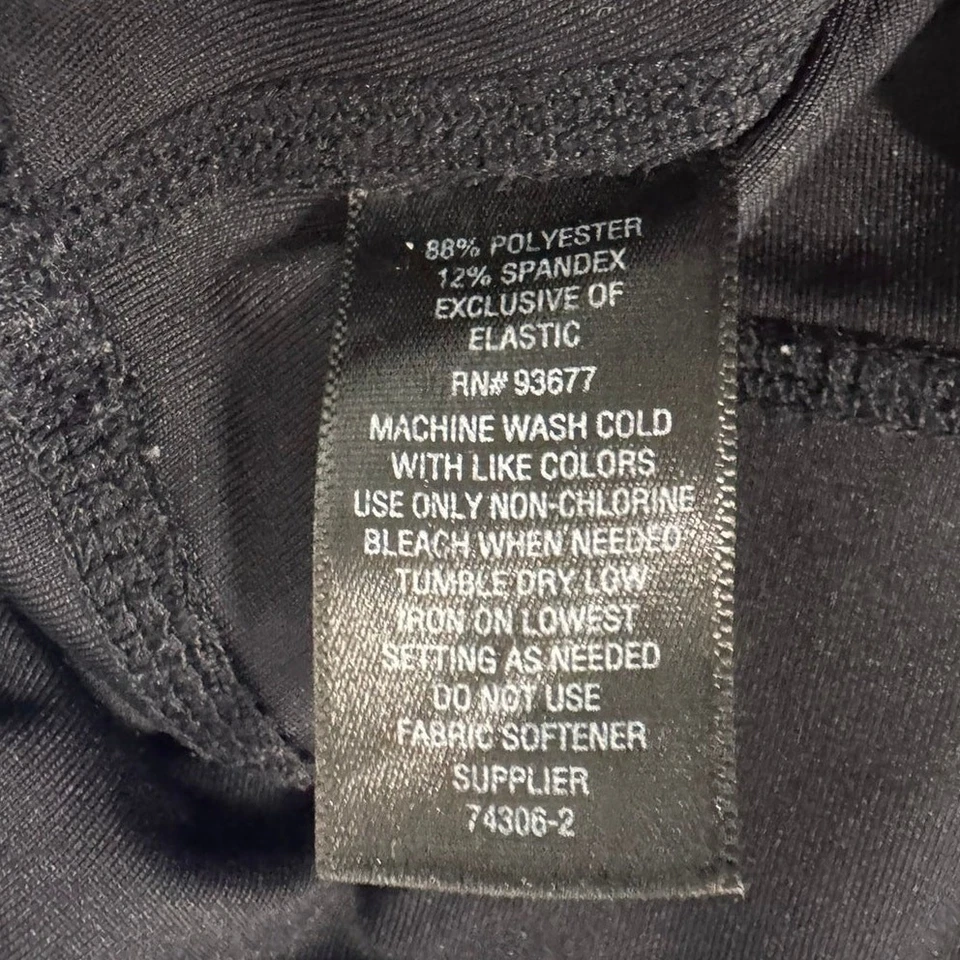 88% POLYESTER
12% SPANDEX
EXCLUSIVE OF
ELASTIC
RN# 93677
MACHINE WASH COLD
WITH LIKE COLORS
USE ONLY NON-CHLORINE
BLEACH WHEN NEEDED
TUMBLE DRY LOW
IRON ON LOWEST
SETTING AS NEEDED
DO NOT USE
FABRIC SOFTENER
SUPPLIER
74306-2